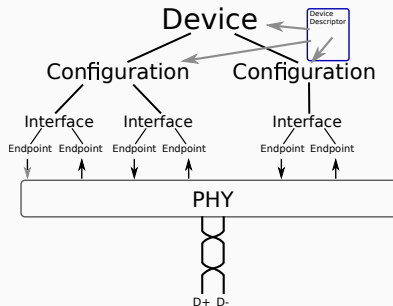 Device
Device
Descriptor
Configuration Configuration
Interface Interface Interface
Endpoint Endpoint Endpoint Endpoint Endpoint Endpoint
PHY
D+ D-